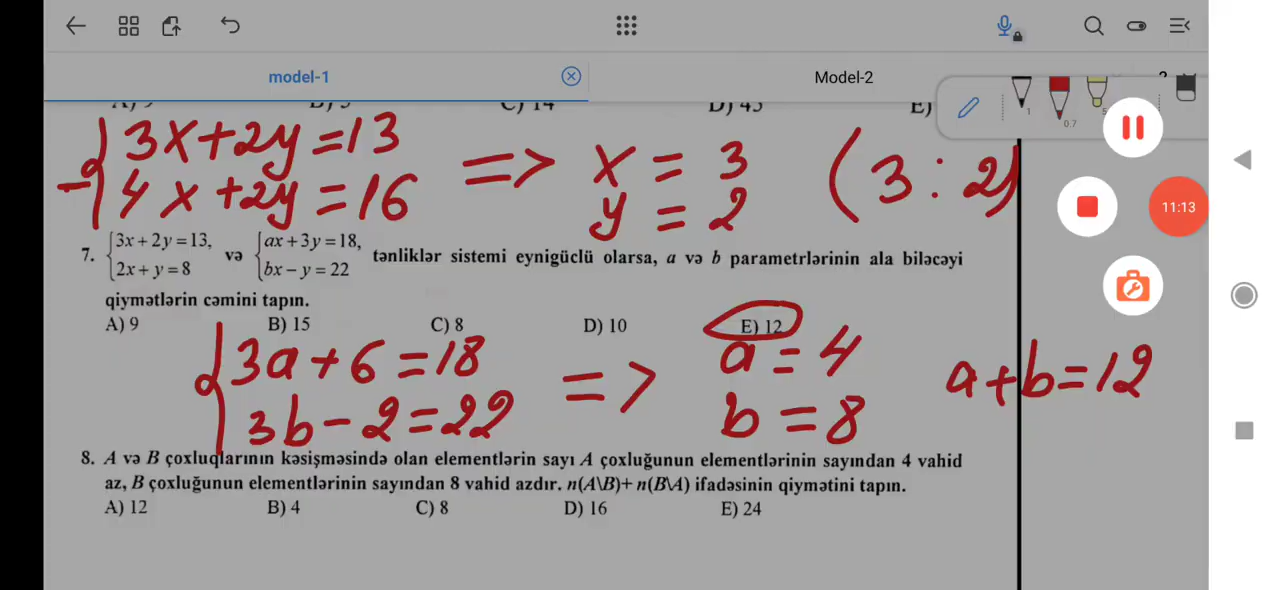 model-1
Model-2
1
0.7
5
11:13
3x+2y=13
-4x+2y=16
=> x=3
y=2
(3:2)
7. {3x+2y=13, 2x+y=8 və {ax+3y=18, bx−y=22 tənliklər sistemi eynigüclü olarsa, a və b parametrlərinin ala biləcəyi
qiymətlərin cəmini tapın.
A) 9 B) 15 C) 8 D) 10 E) 12
3a+6=18
3b-2=22
=> a=4
b=8
a+b=12
8. A və B çoxluqlarının kəsişməsində olan elementlərin sayı A çoxluğunun elementlərinin sayından 4 vahid
az, B çoxluğunun elementlərinin sayından 8 vahid azdır. n(A\B)+ n(B\A) ifadəsinin qiymətini tapın.
A) 12 B) 4 C) 8 D) 16 E) 24